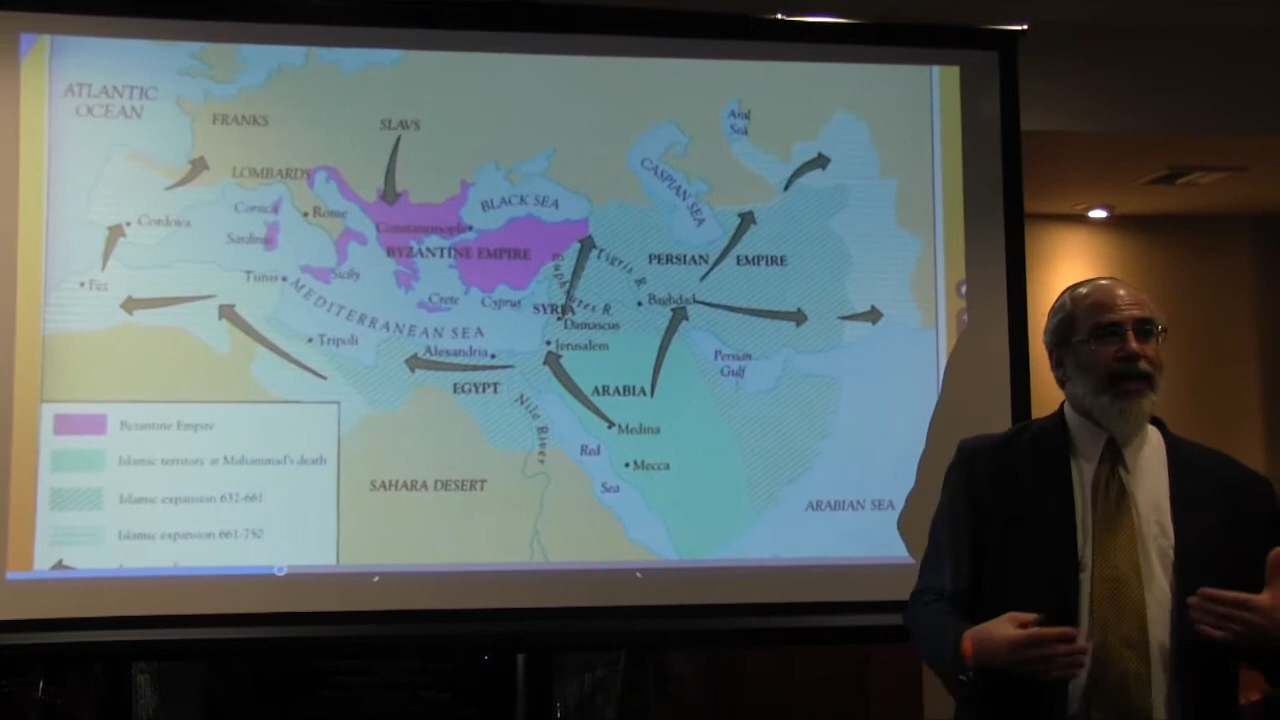 ATLANTIC
OCEAN
FRANKS
SLAVS
Aral
Sea
LOMBARDS
CASPIAN SEA
BLACK SEA
Corsica
Rome
Cordova
Constantinople
Sardinia
BYZANTINE EMPIRE
Tigris R.
PERSIAN EMPIRE
Euphrates R.
Tunis
Sicily
Fez
MEDITERRANEAN SEA
Crete
Cyprus
SYRIA
Baghdad
Damascus
Tripoli
Alexandria
Jerusalem
Persian
Gulf
EGYPT
ARABIA
Nile River
Medina
Red
Sea
Mecca
SAHARA DESERT
ARABIAN SEA
Byzantine Empire
Islamic territory at Muhammad's death
Islamic expansion 632-661
Islamic expansion 661-750